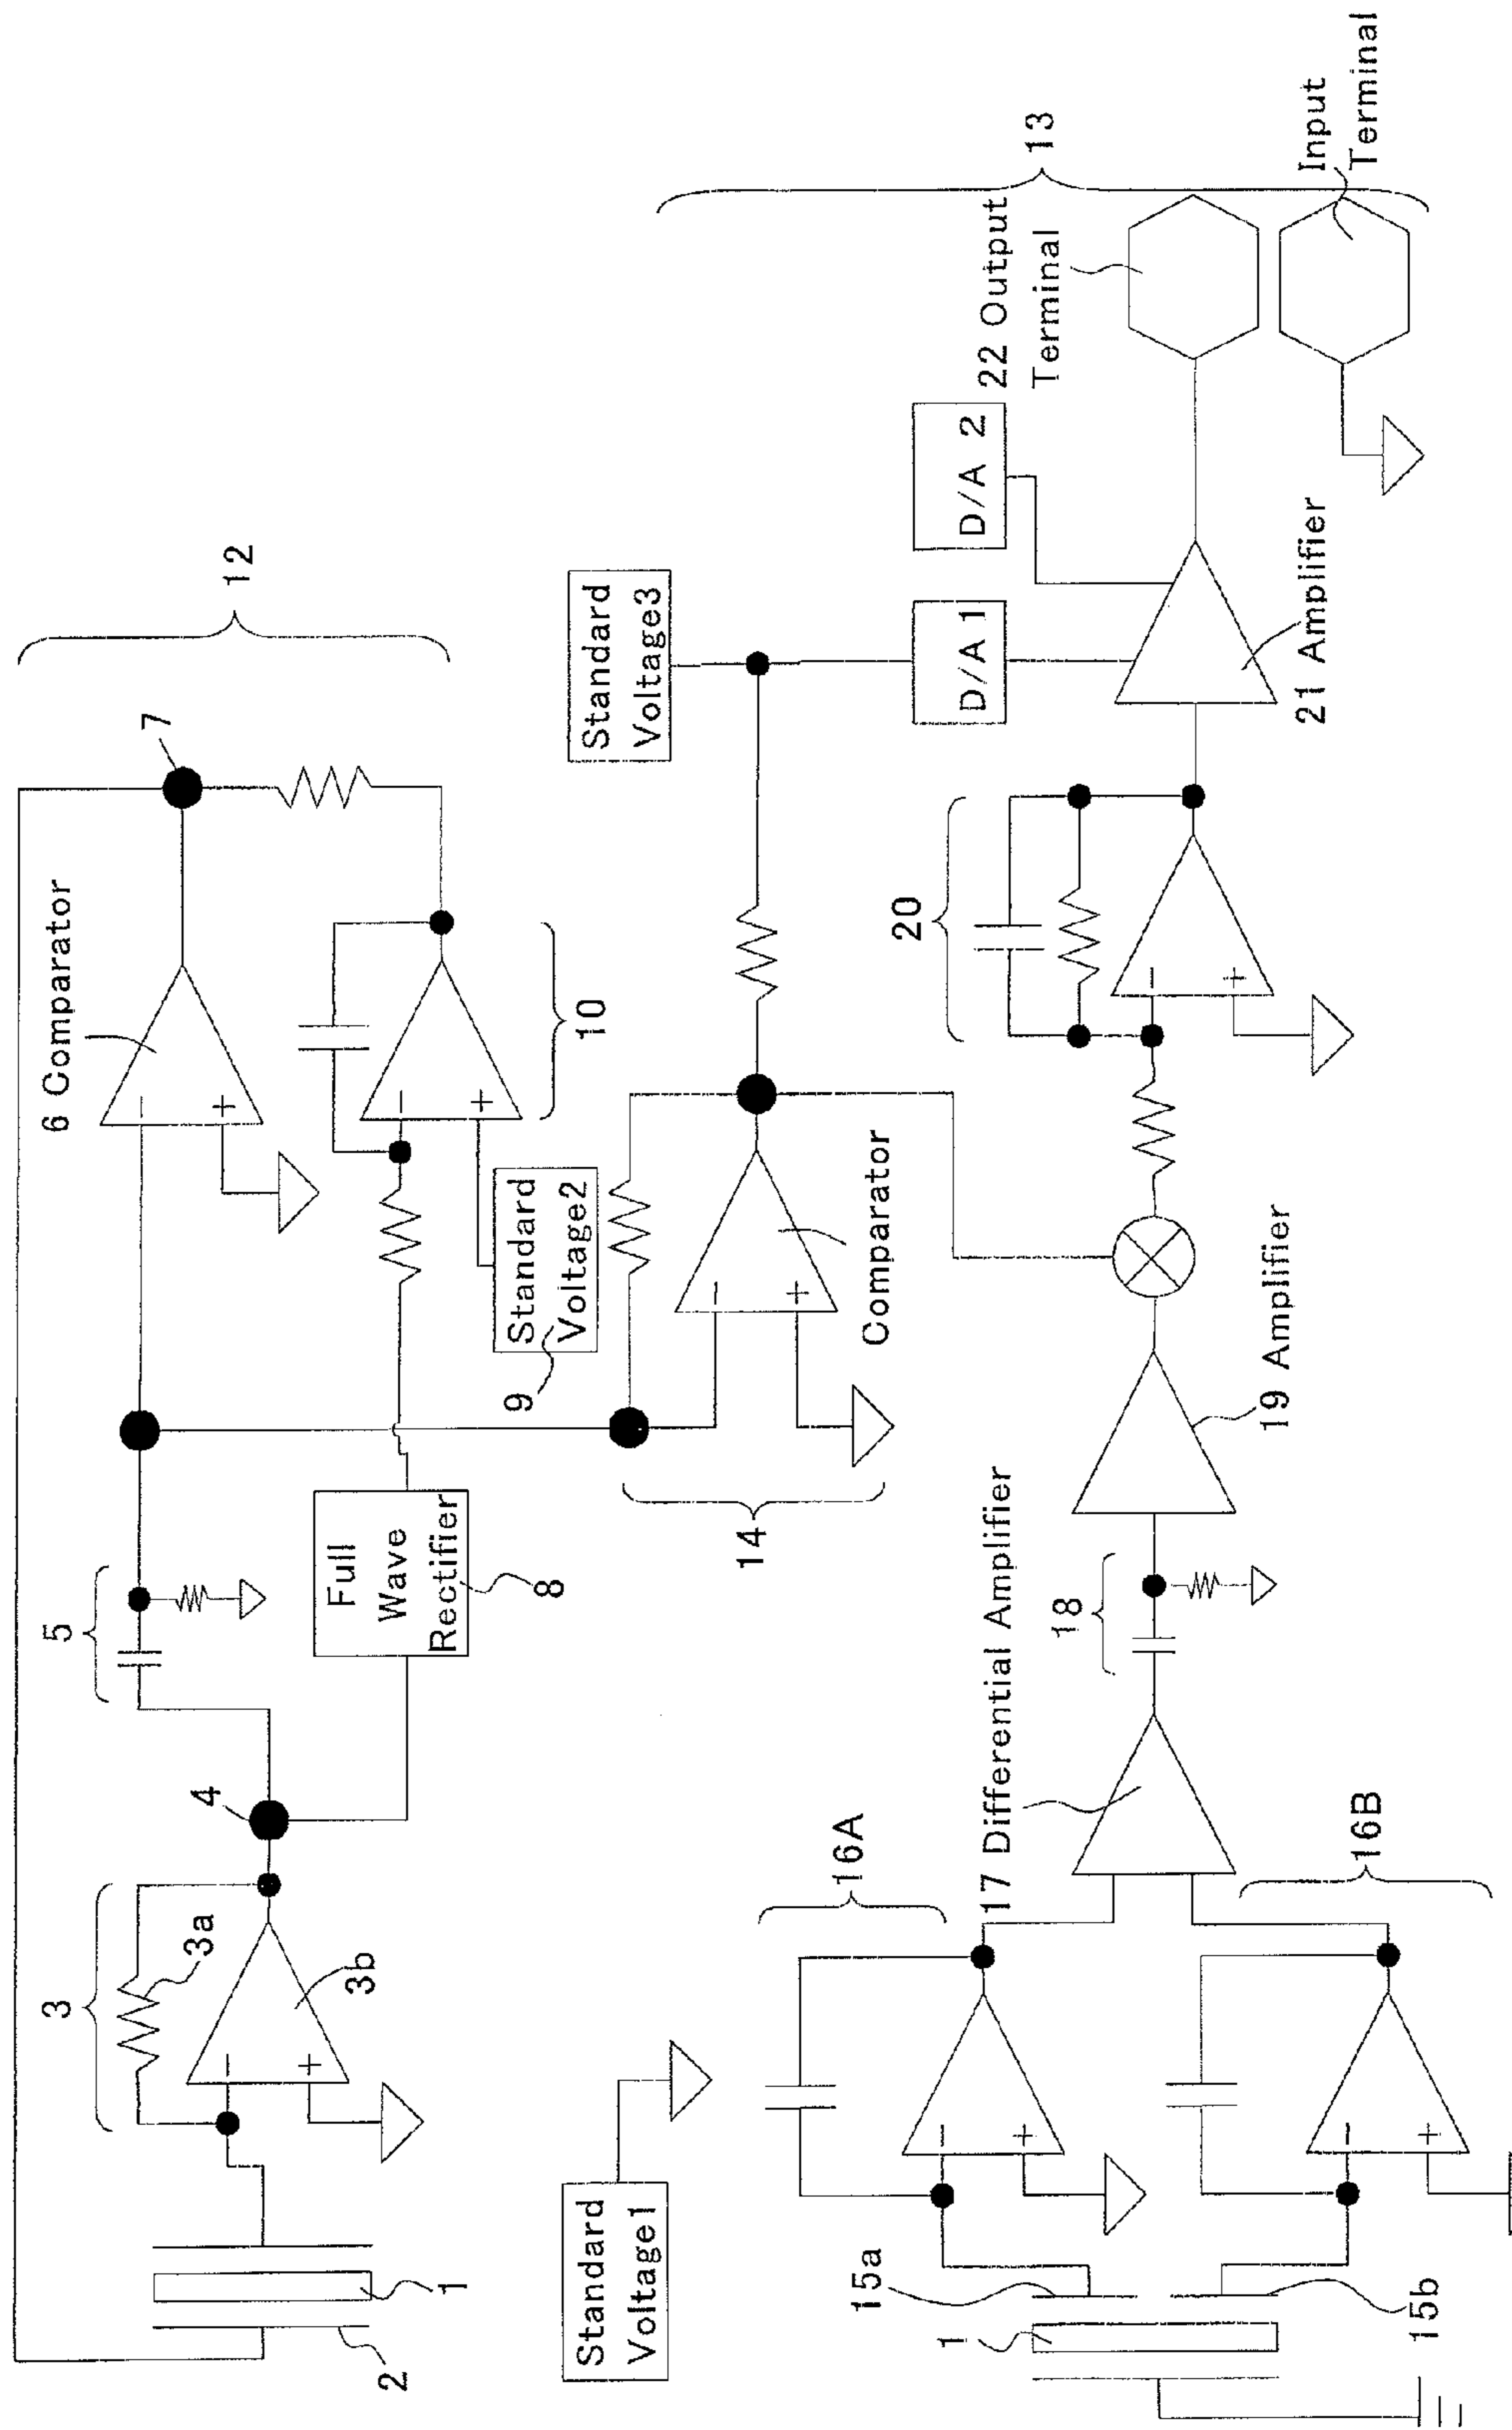 12
7
6 Comparator
−
+
10
−
+
Standard
Voltage2
9
Full
Wave
Rectifier
8
5
4
3
3a
3b
−
+
1
2
13
Input
Terminal
22 Output
Terminal
D/A 2
D/A 1
Standard
Voltage3
21 Amplifier
20
−
+
Comparator
−
+
14
19 Amplifier
18
17 Differential Amplifier
16A
16B
−
+
−
+
Standard
Voltage1
15a
15b
1